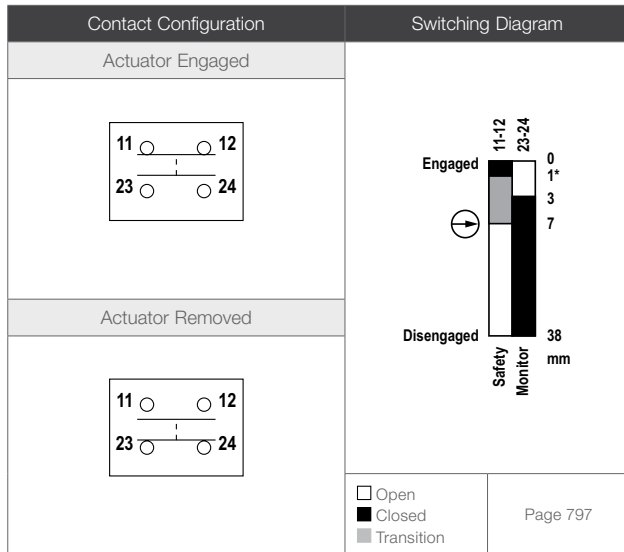 Contact Configuration
Switching Diagram
Actuator Engaged
11 12
23 24
Actuator Removed
11 12
23 24
11-12 23-24
Engaged 0
1*
3
7
Disengaged 38
mm
Safety Monitor
Open
Closed
Transition
Page 797